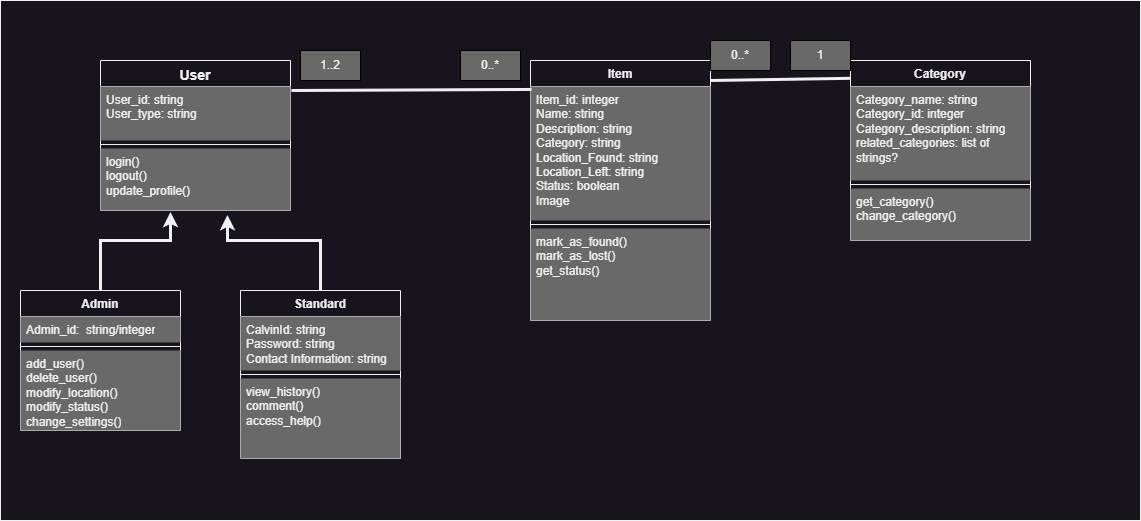 User
1..2
0..*
Item
0..*
1
Category
User_id: string
User_type: string
login()
logout()
update_profile()
Item_id: integer
Name: string
Description: string
Category: string
Location_Found: string
Location_Left: string
Status: boolean
Image
mark_as_found()
mark_as_lost()
get_status()
Category_name: string
Category_id: integer
Category_description: string
related_categories: list of
strings?
get_category()
change_category()
Admin
Admin_id:  string/integer
add_user()
delete_user()
modify_location()
modify_status()
change_settings()
Standard
CalvinId: string
Password: string
Contact Information: string
view_history()
comment()
access_help()